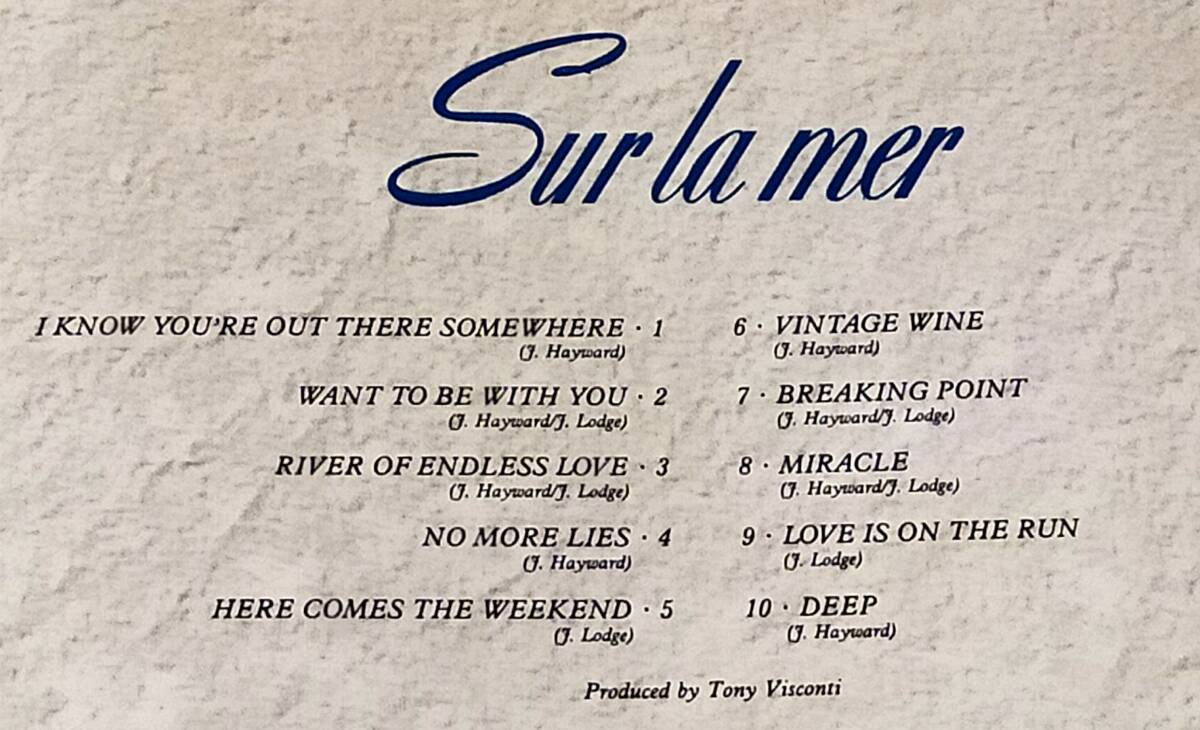 Sur la mer
I KNOW YOU'RE OUT THERE SOMEWHERE · 1
(J. Hayward)
WANT TO BE WITH YOU · 2
(J. Hayward/J. Lodge)
RIVER OF ENDLESS LOVE · 3
(J. Hayward/J. Lodge)
NO MORE LIES · 4
(J. Hayward)
HERE COMES THE WEEKEND · 5
(J. Lodge)
6 · VINTAGE WINE
(J. Hayward)
7 · BREAKING POINT
(J. Hayward/J. Lodge)
8 · MIRACLE
(J. Hayward/J. Lodge)
9 · LOVE IS ON THE RUN
(J. Lodge)
10 · DEEP
(J. Hayward)
Produced by Tony Visconti